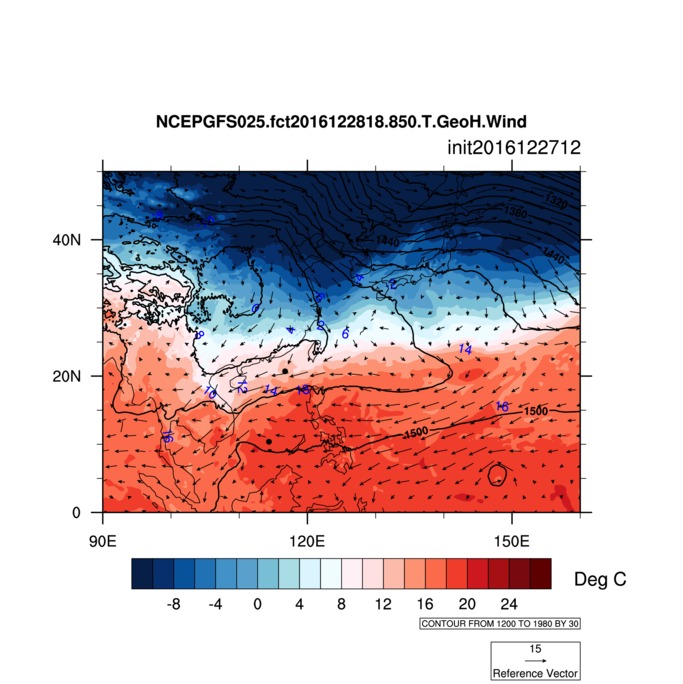 NCEPGFS025.fct2016122818.850.T.GeoH.Wind
init2016122712
1320
1380
40N
1440
1440
6
14
20N
12
14
16
1500
1500
16
0
90E
120E
150E
-8
-4
0
4
8
12
16
20
24
Deg C
CONTOUR FROM 1200 TO 1980 BY 30
15
Reference Vector